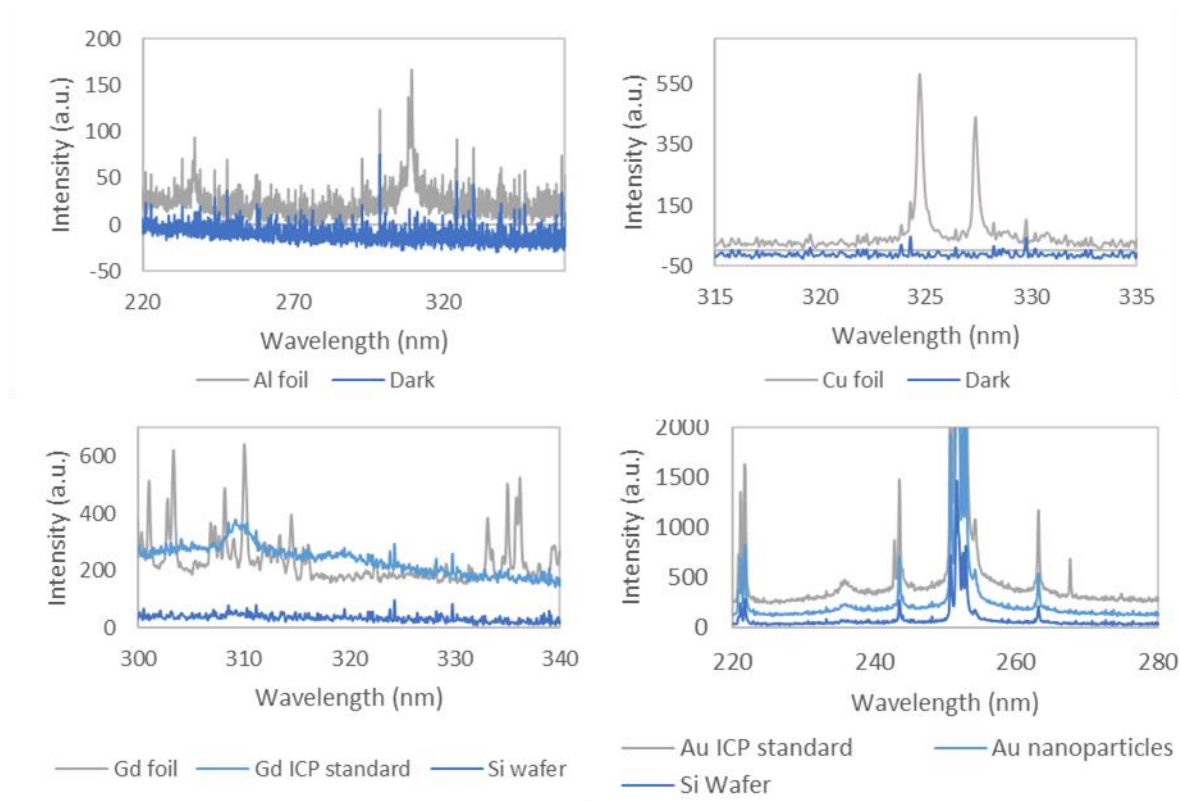 200
150
100
50
0
-50
220 270 320
Intensity (a.u.)
Wavelength (nm)
Al foil Dark
550
350
150
-50
315 320 325 330 335
Intensity (a.u.)
Wavelength (nm)
Cu foil Dark
600
400
200
0
300 310 320 330 340
Intensity (a.u.)
Wavelength (nm)
Gd foil Gd ICP standard Si wafer
2000
1500
1000
500
0
220 240 260 280
Intensity (a.u.)
Wavelength (nm)
Au ICP standard Au nanoparticles
Si Wafer